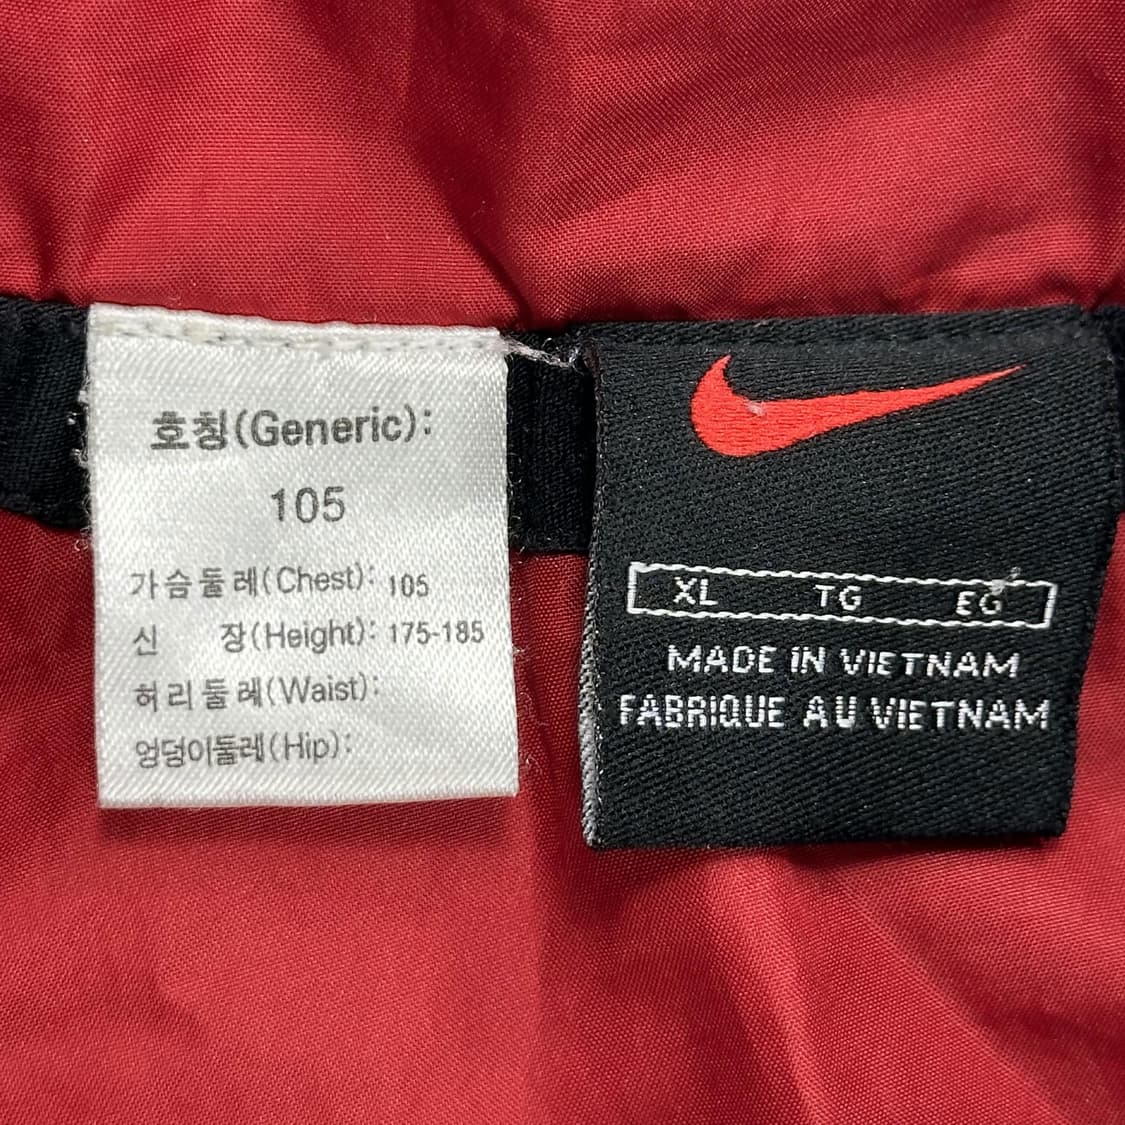 호칭(Generic):
105
가슴둘레(Chest): 105
신 장(Height): 175-185
허리둘레(Waist):
엉덩이둘레(Hip):
XL TG EG
MADE IN VIETNAM
FABRIQUE AU VIETNAM